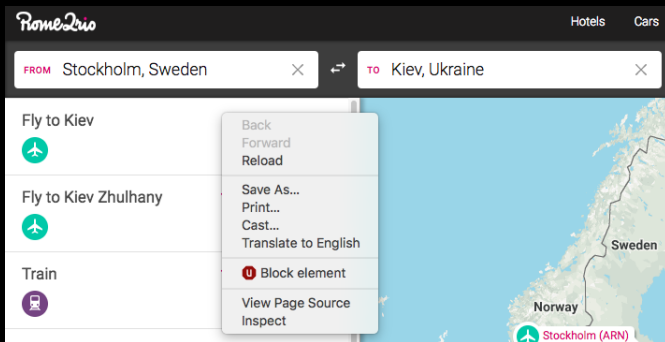 Rome2rio
Hotels Cars
FROM Stockholm, Sweden
TO Kiev, Ukraine
Fly to Kiev
Fly to Kiev Zhulhany
Train
Back
Forward
Reload
Save As...
Print...
Cast...
Translate to English
Block element
View Page Source
Inspect
Sweden
Norway
Stockholm (ARN)